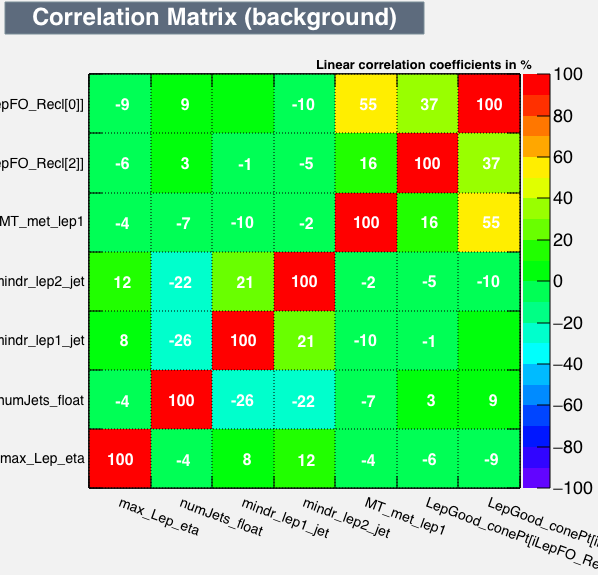 Correlation Matrix (background)
Linear correlation coefficients in %
epFO_Recl[0]] -9 9 -10 55 37 100
epFO_Recl[2]] -6 3 -1 -5 16 100 37
MT_met_lep1 -4 -7 -10 -2 100 16 55
mindr_lep2_jet 12 -22 21 100 -2 -5 -10
mindr_lep1_jet 8 -26 100 21 -10 -1
numJets_float -4 100 -26 -22 -7 3 9
max_Lep_eta 100 -4 8 12 -4 -6 -9
max_Lep_eta numJets_float mindr_lep1_jet mindr_lep2_jet MT_met_lep1 LepGood_conePt[iLepFO_Re LepGood_conePt[i
100
80
60
40
20
0
−20
−40
−60
−80
−100